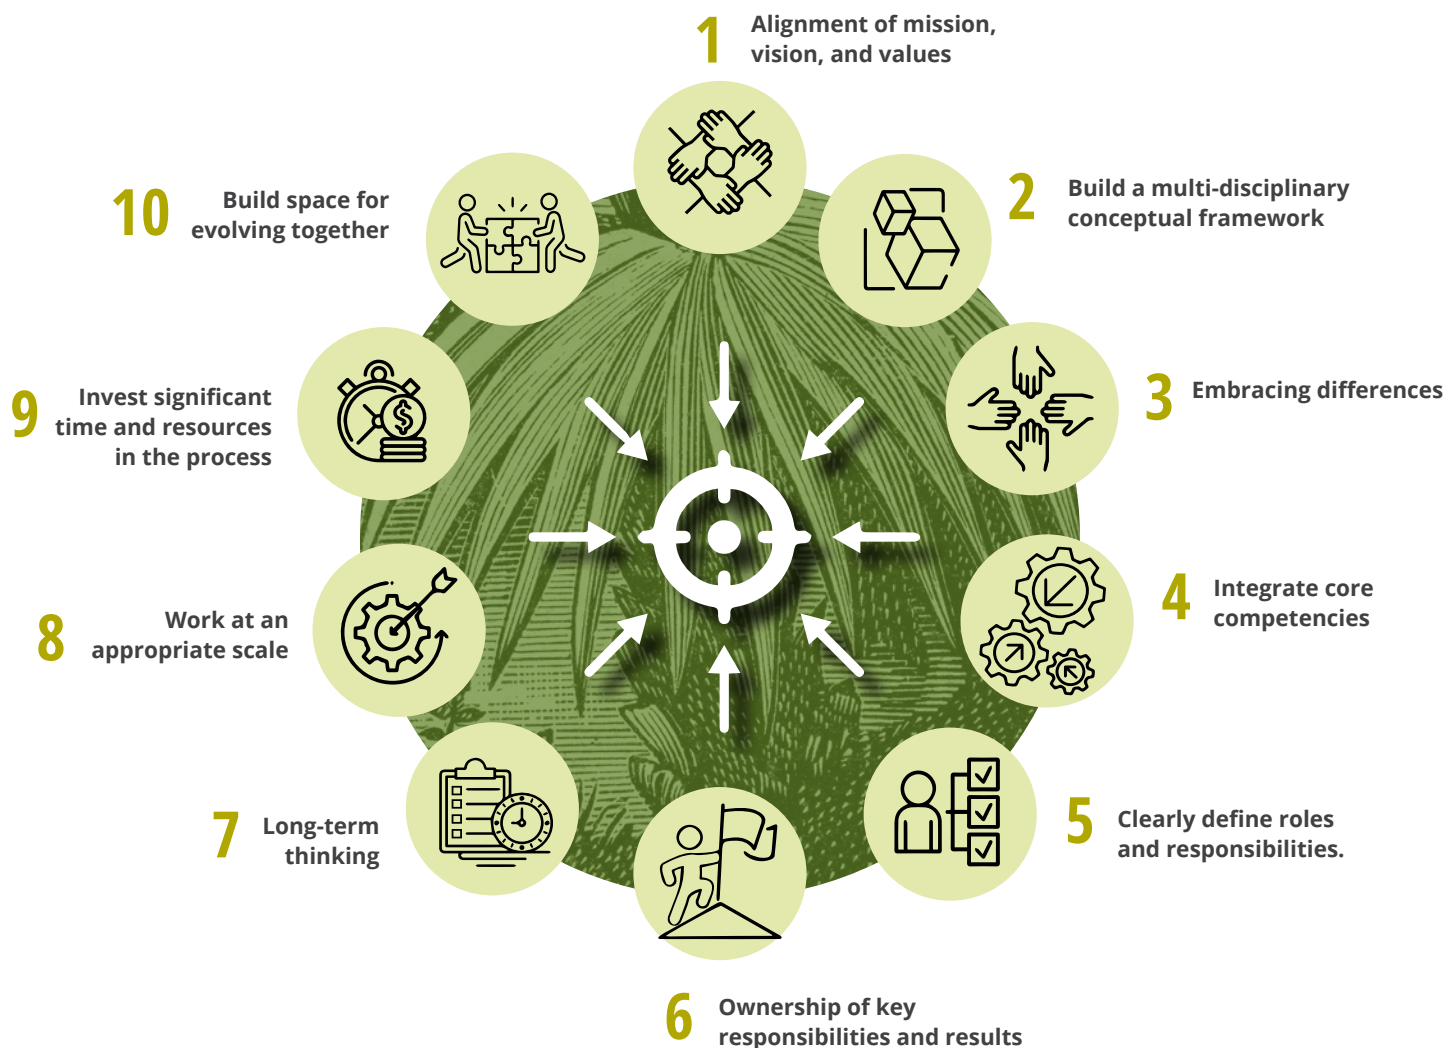 1
Alignment of mission,
vision, and values
2
Build a multi-disciplinary
conceptual framework
3
Embracing differences
4
Integrate core
competencies
5
Clearly define roles
and responsibilities.
6
Ownership of key
responsibilities and results
7
Long-term
thinking
8
Work at an
appropriate scale
9
Invest significant
time and resources
in the process
10
Build space for
evolving together